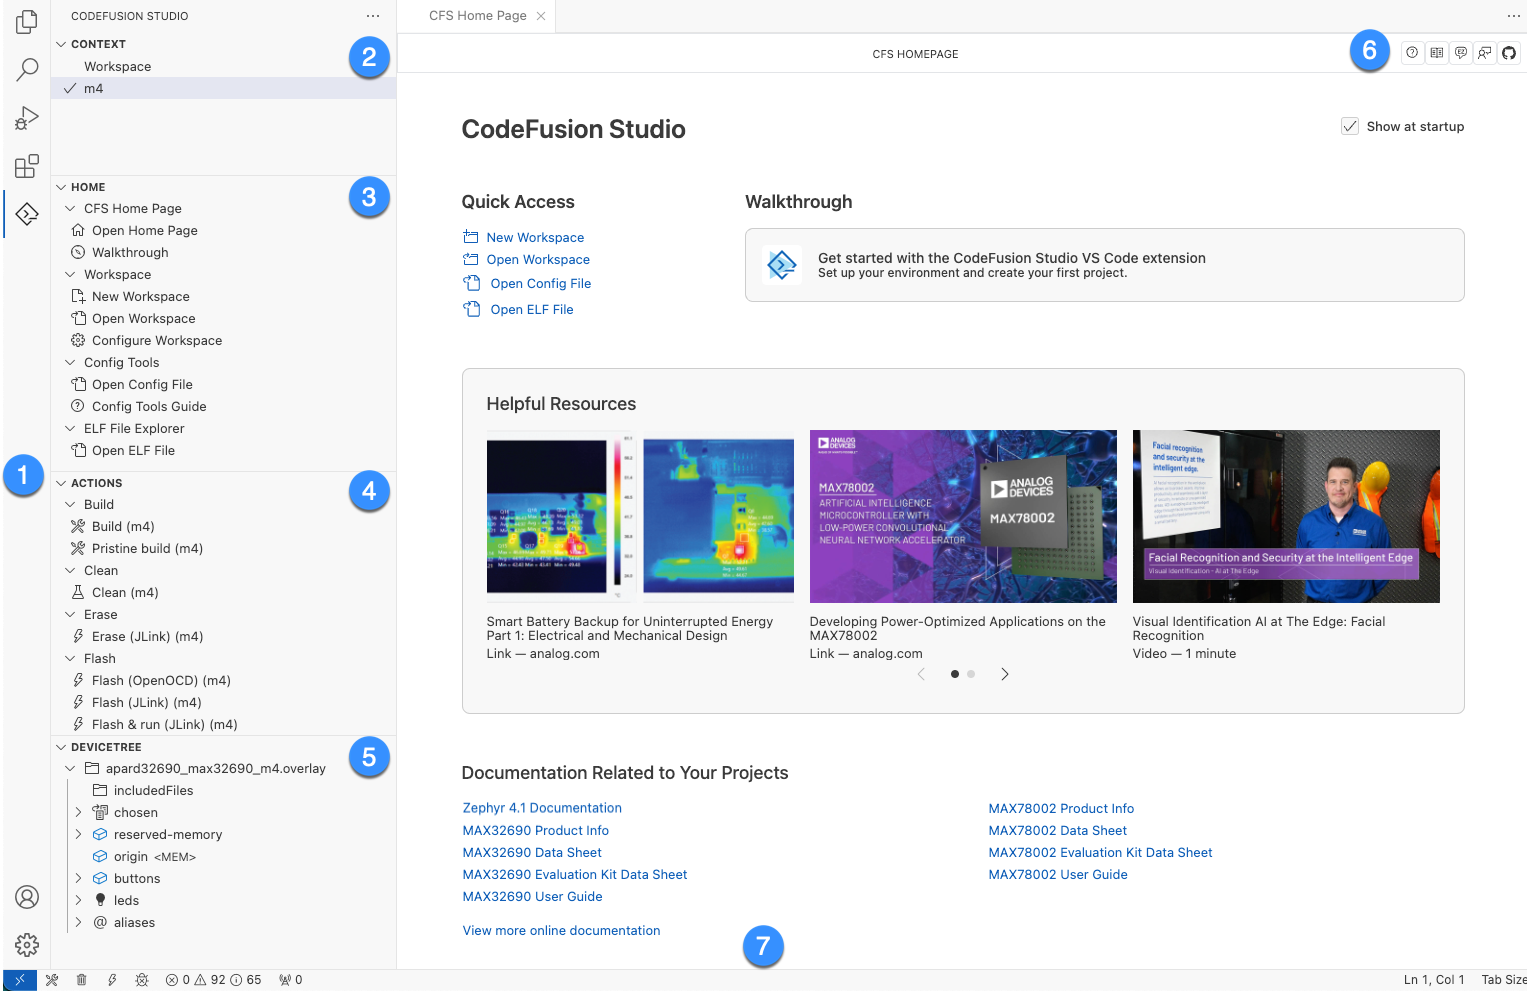 CODEFUSION STUDIO
CFS Home Page
CONTEXT
2
Workspace
m4
CFS HOMEPAGE
6
CodeFusion Studio
Show at startup
HOME
3
CFS Home Page
Open Home Page
Walkthrough
Workspace
New Workspace
Open Workspace
Configure Workspace
Config Tools
Open Config File
Config Tools Guide
ELF File Explorer
Open ELF File
Quick Access
New Workspace
Open Workspace
Open Config File
Open ELF File
Walkthrough
Get started with the CodeFusion Studio VS Code extension
Set up your environment and create your first project.
1
ACTIONS
4
Build
Build (m4)
Pristine build (m4)
Clean
Clean (m4)
Erase
Erase (JLink) (m4)
Flash
Flash (OpenOCD) (m4)
Flash (JLink) (m4)
Flash & run (JLink) (m4)
Helpful Resources
ANALOG
DEVICES
MAX78002
ARTIFICIAL INTELLIGENCE
MICROCONTROLLER WITH
LOW-POWER CONVOLUTIONAL
NEURAL NETWORK ACCELERATOR
ANALOG
DEVICES
MAX78002
Facial recognition
and security at the
intelligent edge.
Facial Recognition and Security at the Intelligent Edge
Visual Identification - AI at The Edge
Smart Battery Backup for Uninterrupted Energy
Part 1: Electrical and Mechanical Design
Link — analog.com
Developing Power-Optimized Applications on the
MAX78002
Link — analog.com
Visual Identification AI at The Edge: Facial
Recognition
Video — 1 minute
DEVICETREE
5
apard32690_max32690_m4.overlay
includedFiles
chosen
reserved-memory
origin <MEM>
buttons
leds
aliases
Documentation Related to Your Projects
Zephyr 4.1 Documentation
MAX32690 Product Info
MAX32690 Data Sheet
MAX32690 Evaluation Kit Data Sheet
MAX32690 User Guide
View more online documentation
MAX78002 Product Info
MAX78002 Data Sheet
MAX78002 Evaluation Kit Data Sheet
MAX78002 User Guide
7
0 92 65 0
Ln 1, Col 1 Tab Size